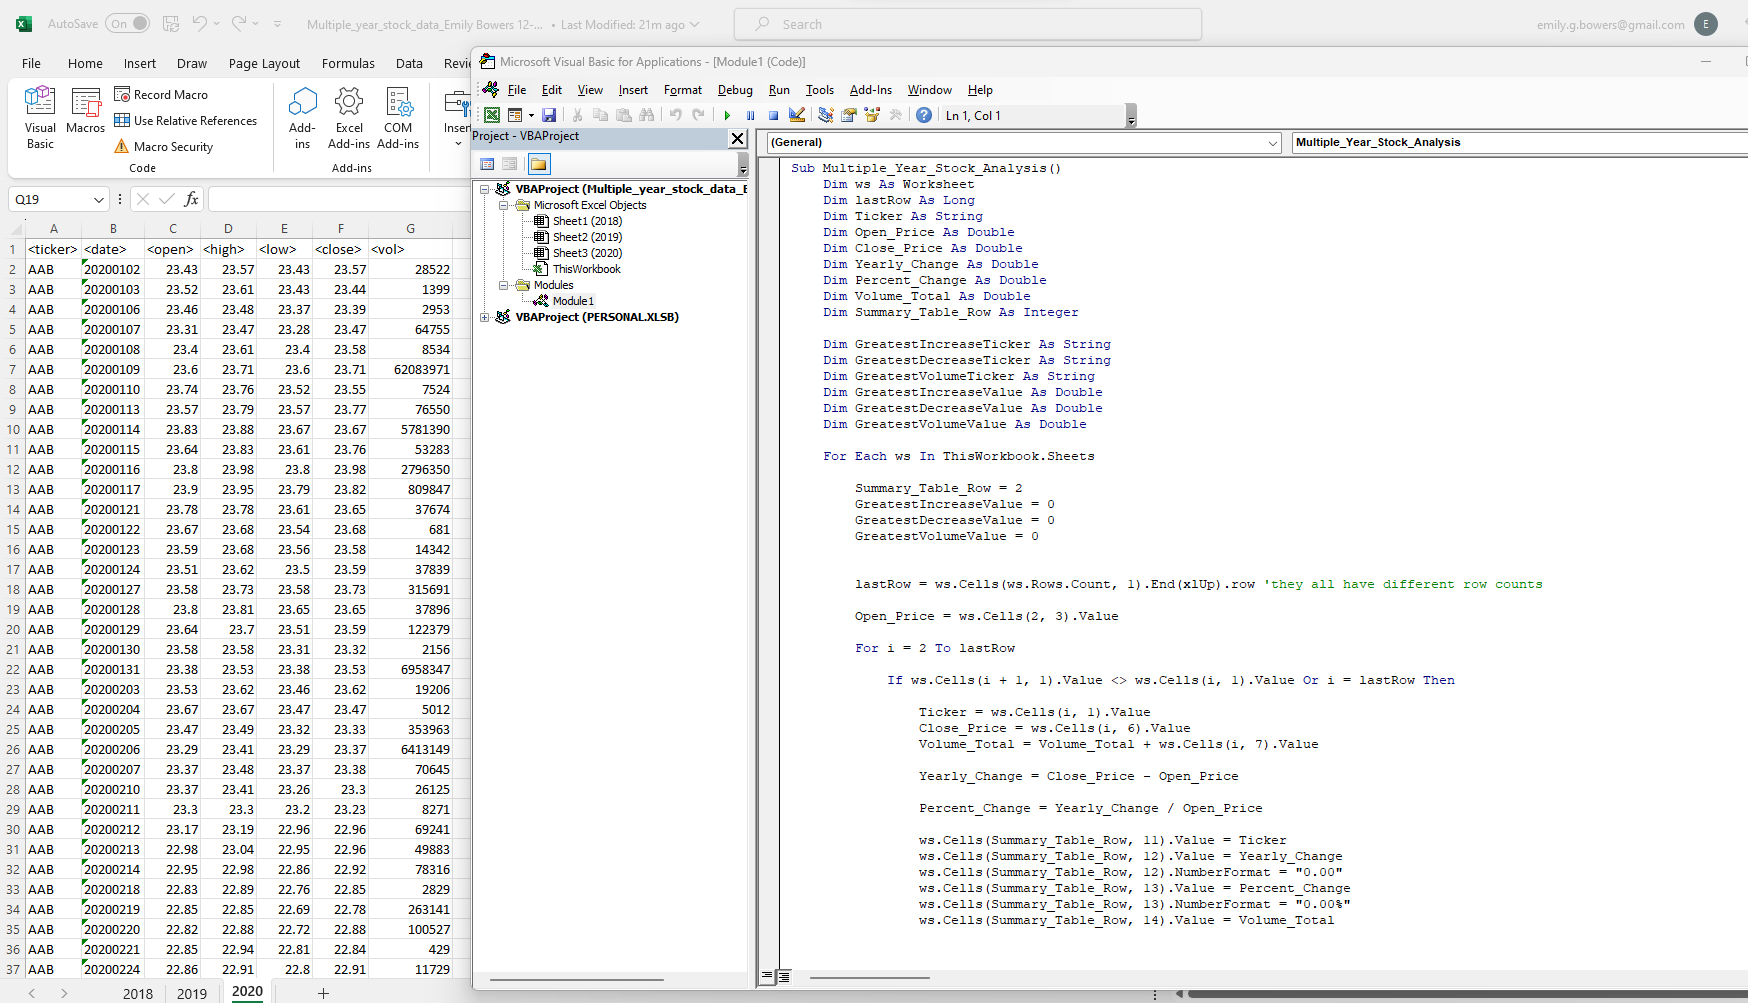 AutoSave On Multiple_year_stock_data_Emily Bowers 12-... • Last Modified: 21m ago Search emily.g.bowers@gmail.com E
File Home Insert Draw Page Layout Formulas Data Revie
Microsoft Visual Basic for Applications - [Module1 (Code)]
File Edit View Insert Format Debug Run Tools Add-Ins Window Help
Ln 1, Col 1
Visual Basic
Macros
Record Macro
Use Relative References
Macro Security
Code
Add-ins
Excel Add-ins
COM Add-ins
Add-ins
Insert
Q19
fx
Project - VBAProject
VBAProject (Multiple_year_stock_data_E
Microsoft Excel Objects
Sheet1 (2018)
Sheet2 (2019)
Sheet3 (2020)
ThisWorkbook
Modules
Module1
VBAProject (PERSONAL.XLSB)
A B C D E F G
1 <ticker> <date> <open> <high> <low> <close> <vol>
2 AAB 20200102 23.43 23.57 23.43 23.57 28522
3 AAB 20200103 23.52 23.61 23.43 23.44 1399
4 AAB 20200106 23.46 23.48 23.37 23.39 2953
5 AAB 20200107 23.31 23.47 23.28 23.47 64755
6 AAB 20200108 23.4 23.61 23.4 23.58 8534
7 AAB 20200109 23.6 23.71 23.6 23.71 62083971
8 AAB 20200110 23.74 23.76 23.52 23.55 7524
9 AAB 20200113 23.57 23.79 23.57 23.77 76550
10 AAB 20200114 23.83 23.88 23.67 23.67 5781390
11 AAB 20200115 23.64 23.83 23.61 23.76 53283
12 AAB 20200116 23.8 23.98 23.8 23.98 2796350
13 AAB 20200117 23.9 23.95 23.79 23.82 809847
14 AAB 20200121 23.78 23.78 23.61 23.65 37674
15 AAB 20200122 23.67 23.68 23.54 23.68 681
16 AAB 20200123 23.59 23.68 23.56 23.58 14342
17 AAB 20200124 23.51 23.62 23.5 23.59 37839
18 AAB 20200127 23.58 23.73 23.58 23.73 315691
19 AAB 20200128 23.8 23.81 23.65 23.65 37896
20 AAB 20200129 23.64 23.7 23.51 23.59 122379
21 AAB 20200130 23.58 23.58 23.31 23.32 2156
22 AAB 20200131 23.38 23.53 23.38 23.53 6958347
23 AAB 20200203 23.53 23.62 23.46 23.62 19206
24 AAB 20200204 23.67 23.67 23.47 23.47 5012
25 AAB 20200205 23.47 23.49 23.32 23.33 353963
26 AAB 20200206 23.29 23.41 23.29 23.37 6413149
27 AAB 20200207 23.37 23.48 23.37 23.38 70645
28 AAB 20200210 23.37 23.41 23.26 23.3 26125
29 AAB 20200211 23.3 23.3 23.2 23.23 8271
30 AAB 20200212 23.17 23.19 22.96 22.96 69241
31 AAB 20200213 22.98 23.04 22.95 22.96 49883
32 AAB 20200214 22.95 22.98 22.86 22.92 78316
33 AAB 20200218 22.83 22.89 22.76 22.85 2829
34 AAB 20200219 22.85 22.85 22.69 22.78 263141
35 AAB 20200220 22.82 22.88 22.72 22.88 100527
36 AAB 20200221 22.85 22.94 22.81 22.84 429
37 AAB 20200224 22.86 22.91 22.8 22.91 11729
2018 2019 2020 +
(General) Multiple_Year_Stock_Analysis
Sub Multiple_Year_Stock_Analysis()
Dim ws As Worksheet
Dim lastRow As Long
Dim Ticker As String
Dim Open_Price As Double
Dim Close_Price As Double
Dim Yearly_Change As Double
Dim Percent_Change As Double
Dim Volume_Total As Double
Dim Summary_Table_Row As Integer
Dim GreatestIncreaseTicker As String
Dim GreatestDecreaseTicker As String
Dim GreatestVolumeTicker As String
Dim GreatestIncreaseValue As Double
Dim GreatestDecreaseValue As Double
Dim GreatestVolumeValue As Double
For Each ws In ThisWorkbook.Sheets
Summary_Table_Row = 2
GreatestIncreaseValue = 0
GreatestDecreaseValue = 0
GreatestVolumeValue = 0
lastRow = ws.Cells(ws.Rows.Count, 1).End(xlUp).row 'they all have different row counts
Open_Price = ws.Cells(2, 3).Value
For i = 2 To lastRow
If ws.Cells(i + 1, 1).Value <> ws.Cells(i, 1).Value Or i = lastRow Then
Ticker = ws.Cells(i, 1).Value
Close_Price = ws.Cells(i, 6).Value
Volume_Total = Volume_Total + ws.Cells(i, 7).Value
Yearly_Change = Close_Price - Open_Price
Percent_Change = Yearly_Change / Open_Price
ws.Cells(Summary_Table_Row, 11).Value = Ticker
ws.Cells(Summary_Table_Row, 12).Value = Yearly_Change
ws.Cells(Summary_Table_Row, 12).NumberFormat = "0.00"
ws.Cells(Summary_Table_Row, 13).Value = Percent_Change
ws.Cells(Summary_Table_Row, 13).NumberFormat = "0.00%"
ws.Cells(Summary_Table_Row, 14).Value = Volume_Total